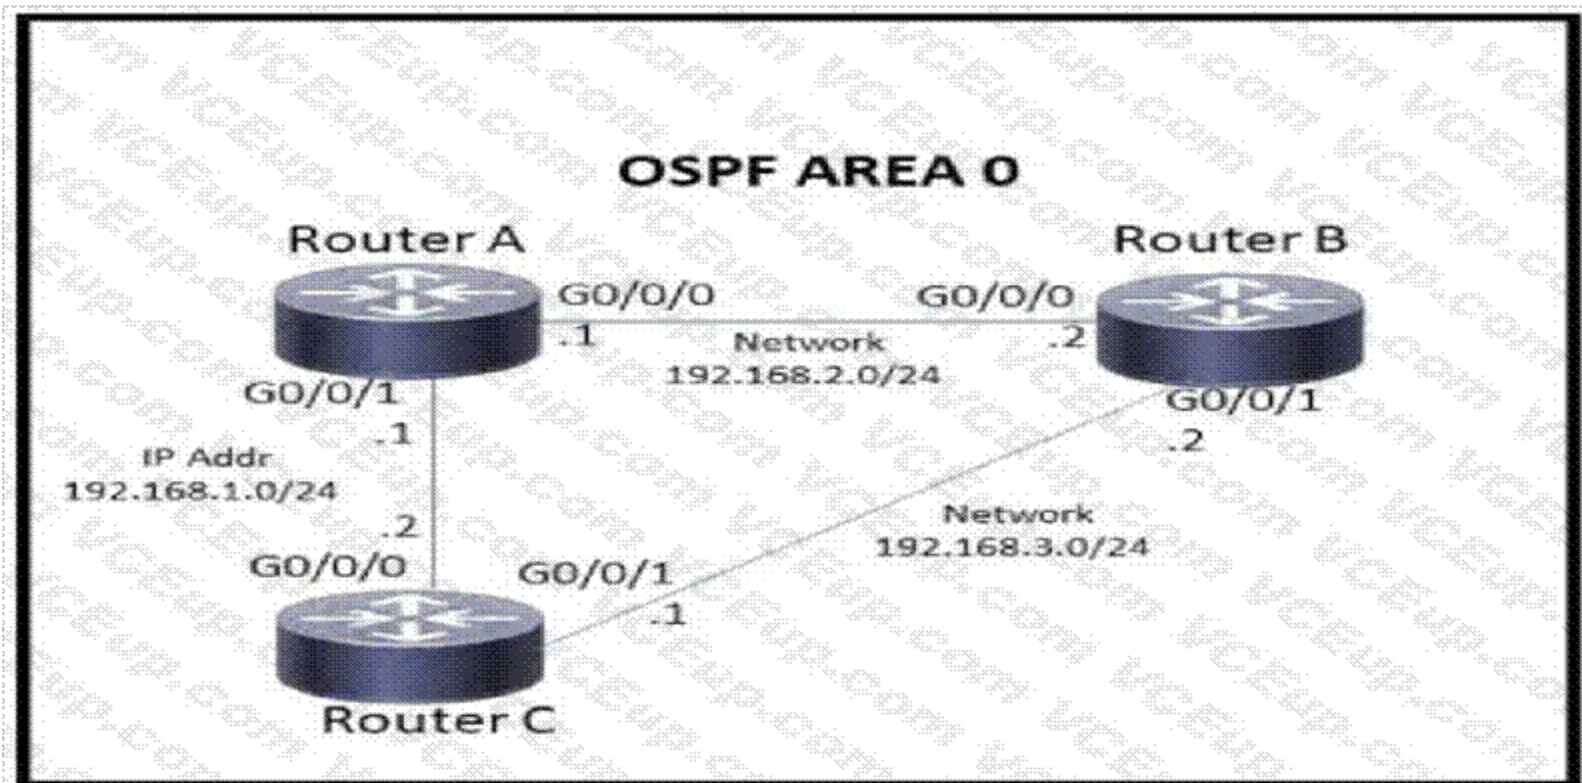 OSPF AREA 0
Router A
Router B
G0/0/0
G0/0/0
.1
Network
.2
192.168.2.0/24
G0/0/1
G0/0/1
.1
.2
IP Addr
192.168.1.0/24
.2
Network
192.168.3.0/24
G0/0/0
G0/0/1
.1
Router C
VCEup.com